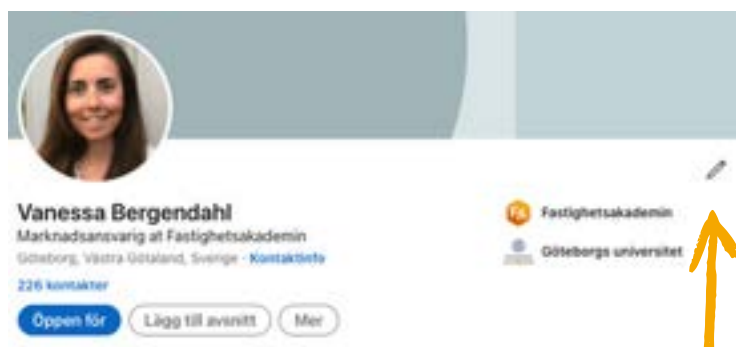 Vanessa Bergendahl
Marknadsansvarig at Fastighetsakademin
Göteborg, Västra Götaland, Sverige · Kontaktinfo
226 kontakter
Öppen för
Lägg till avsnitt
Mer
FA
Fastighetsakademin
Göteborgs universitet